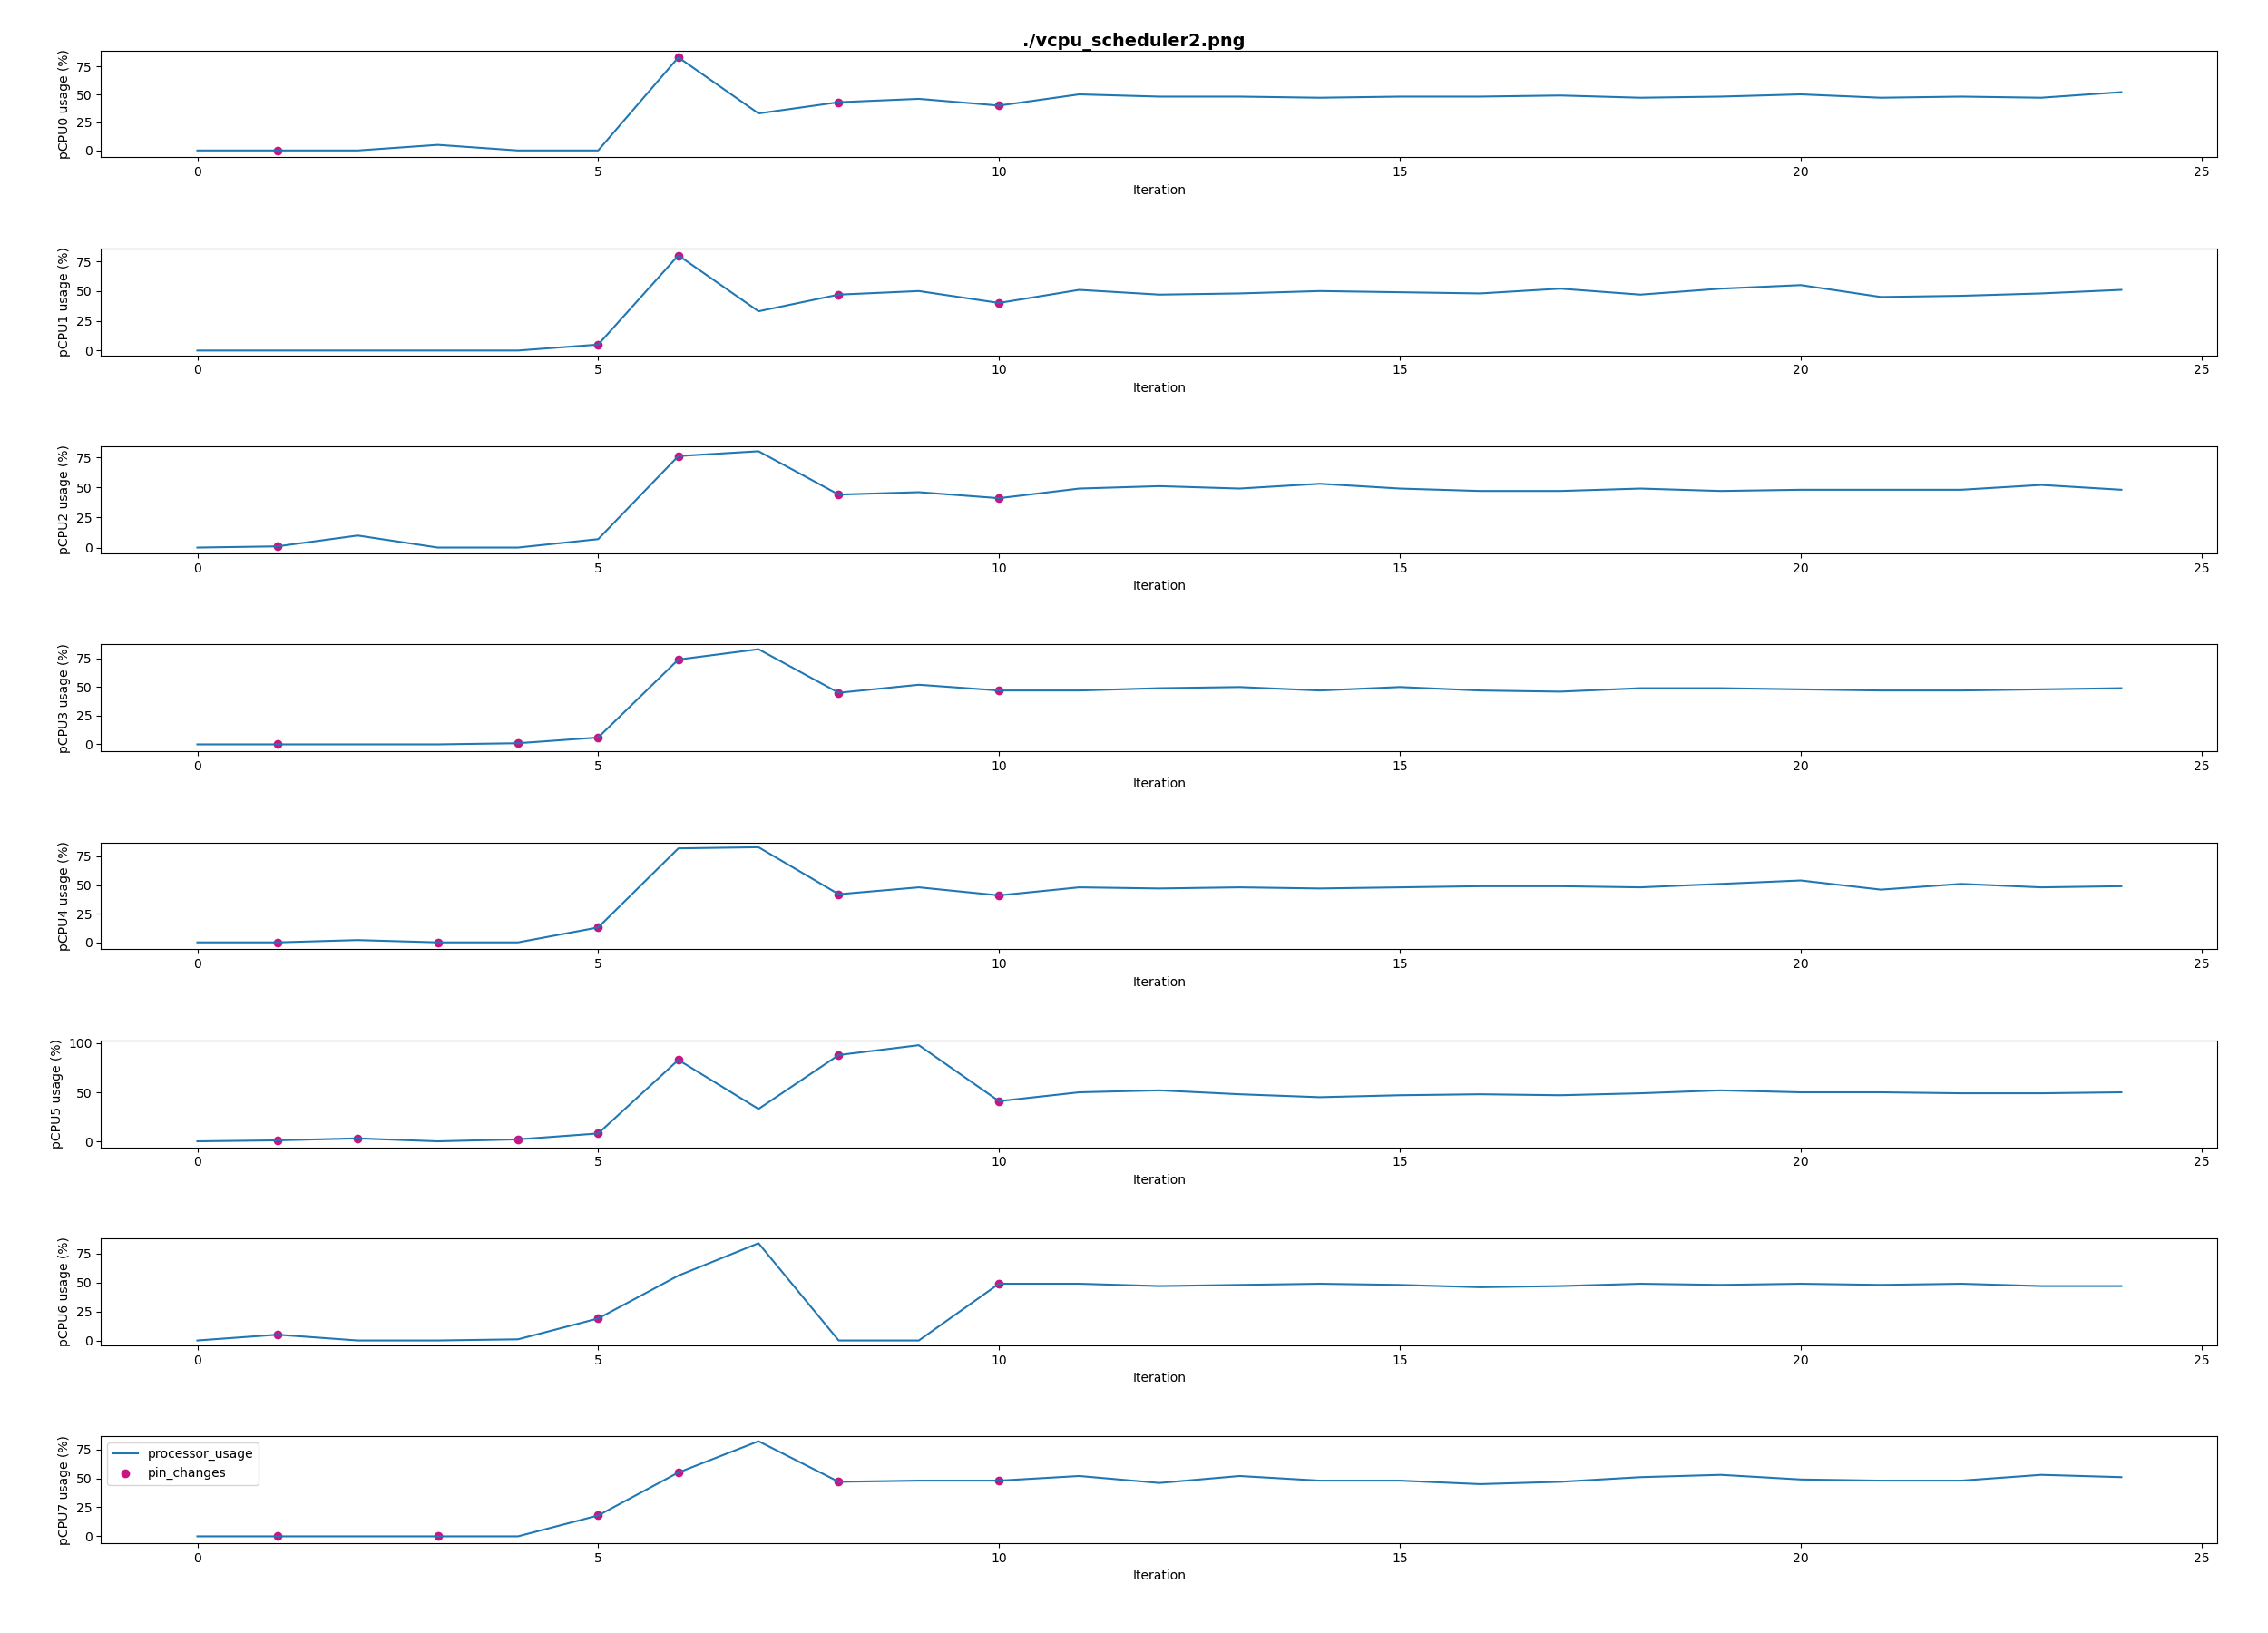 ./vcpu_scheduler2.png
pCPU0 usage (%)
75
50
25
0
0 5 10 15 20 25
Iteration
pCPU1 usage (%)
75
50
25
0
0 5 10 15 20 25
Iteration
pCPU2 usage (%)
75
50
25
0
0 5 10 15 20 25
Iteration
pCPU3 usage (%)
75
50
25
0
0 5 10 15 20 25
Iteration
pCPU4 usage (%)
75
50
25
0
0 5 10 15 20 25
Iteration
pCPU5 usage (%)
100
50
0
0 5 10 15 20 25
Iteration
pCPU6 usage (%)
75
50
25
0
0 5 10 15 20 25
Iteration
pCPU7 usage (%)
75
50
25
0
processor_usage
pin_changes
0 5 10 15 20 25
Iteration